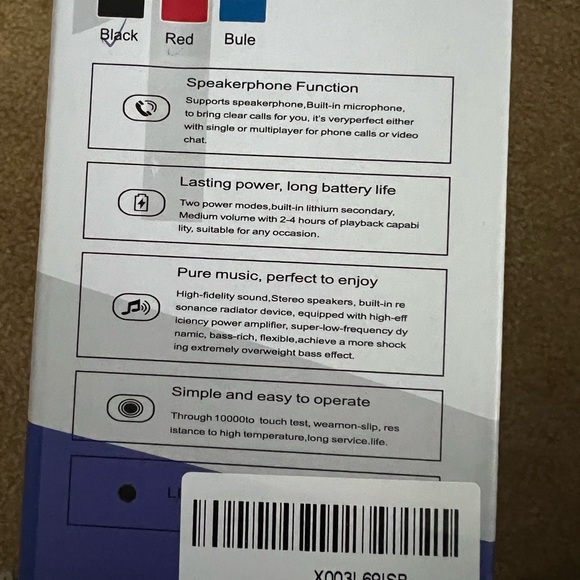 Black Red Bule
Speakerphone Function
Supports speakerphone,Built-in microphone,
to bring clear calls for you, it's veryperfect either
with single or multiplayer for phone calls or video
chat.
Lasting power, long battery life
Two power modes,built-in lithium secondary,
Medium volume with 2-4 hours of playback capabi
lity, suitable for any occasion.
Pure music, perfect to enjoy
High-fidelity sound,Stereo speakers, built-in re
sonance radiator device, equipped with high-eff
iciency power amplifier, super-low-frequency dy
namic, bass-rich, flexible,achieve a more shock
ing extremely overweight bass effect.
Simple and easy to operate
Through 10000to touch test, weamon-slip, res
istance to high temperature,long service.life.